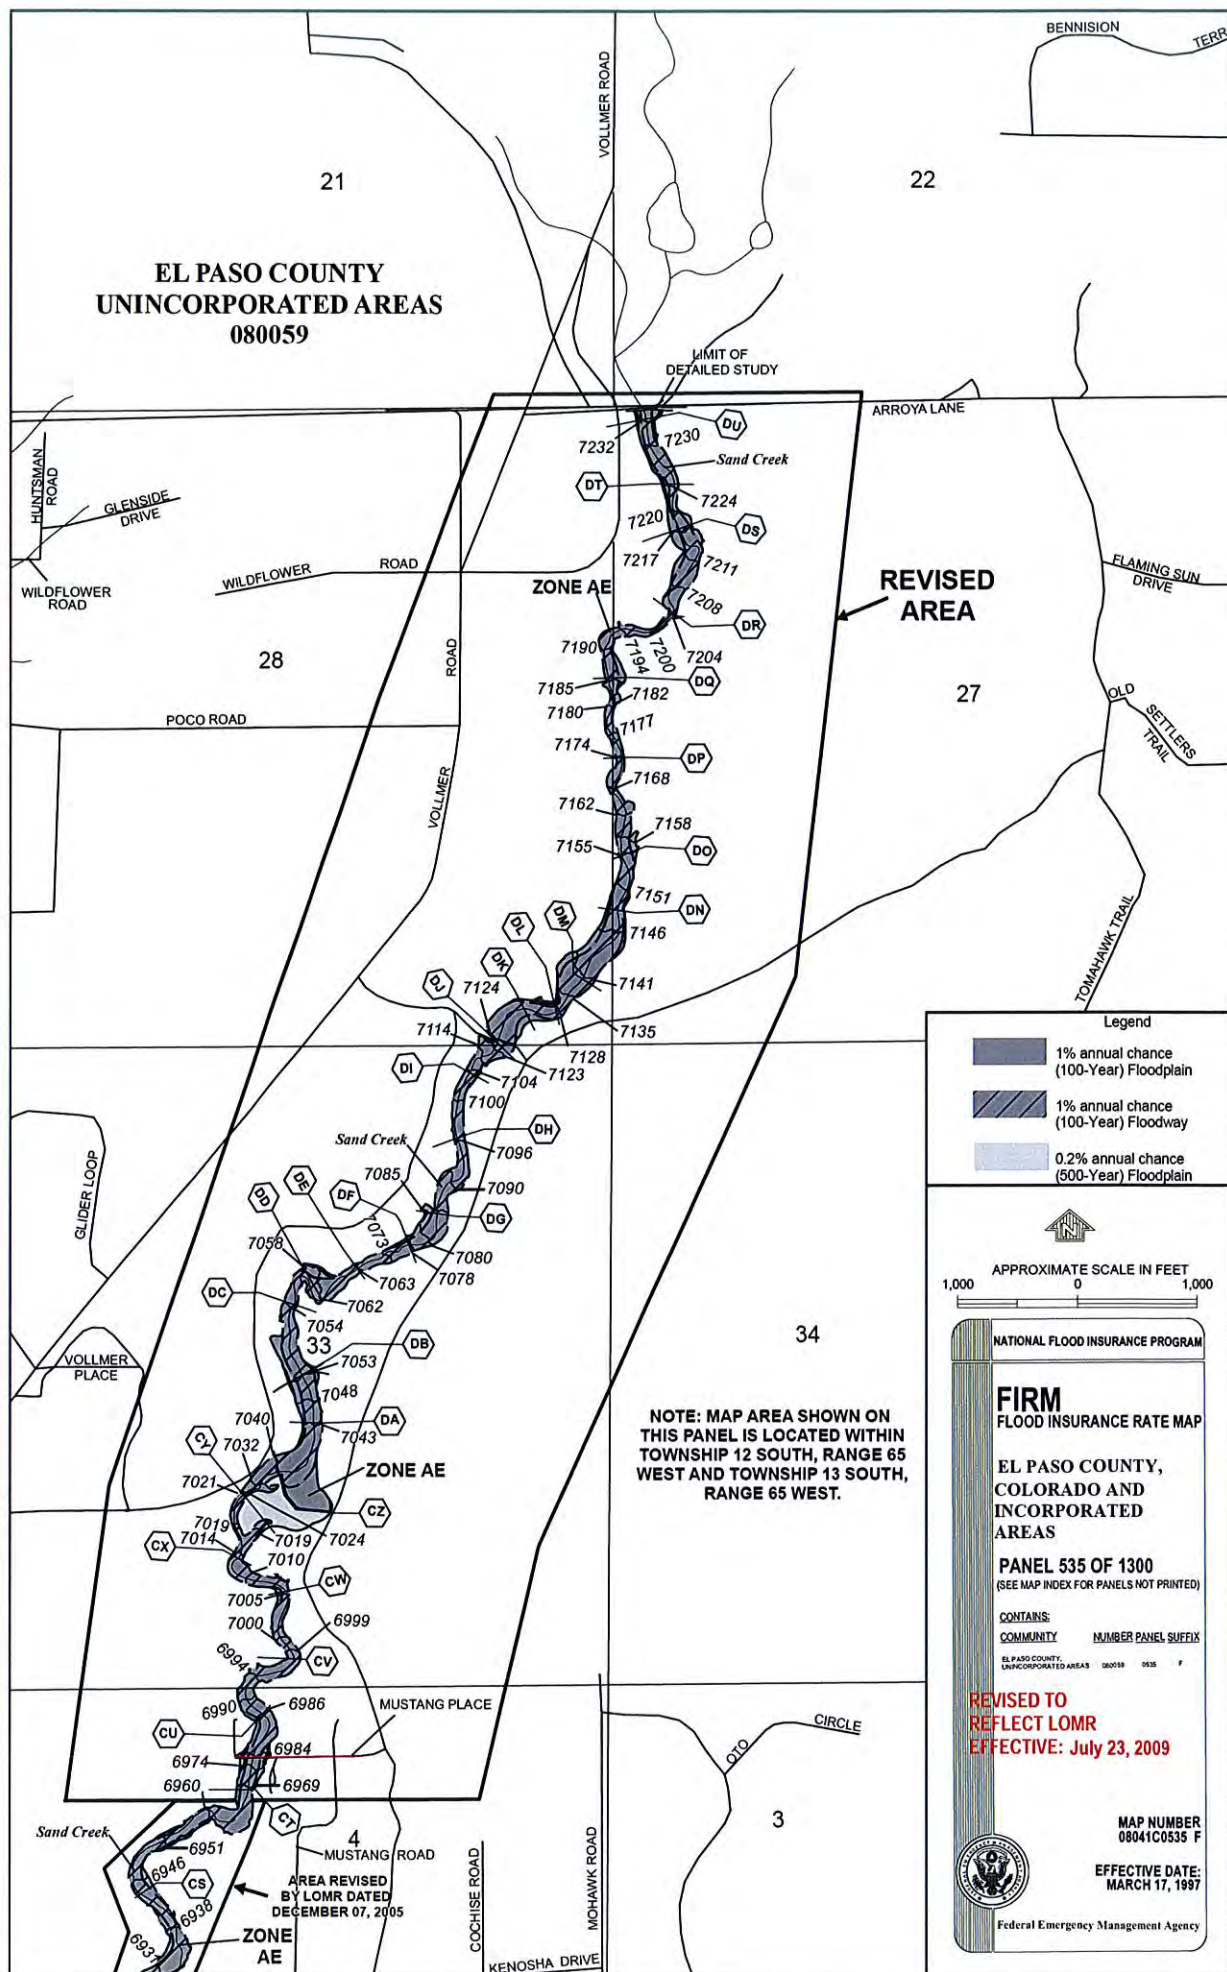 BENNISION
TERR
VOLLMER ROAD
21
22
EL PASO COUNTY
UNINCORPORATED AREAS
080059
LIMIT OF
DETAILED STUDY
ARROYA LANE
DU
7232
7230
Sand Creek
HUNTSMAN
ROAD
GLENSIDE
DRIVE
DT
7224
7220
DS
7217
7211
WILDFLOWER
ROAD
WILDFLOWER
ROAD
ZONE AE
REVISED
AREA
FLAMING SUN
DRIVE
7208
DR
7190
7194
7200
7204
28
ROAD
7185
DQ
7182
27
OLD
SETTLERS
TRAIL
7180
POCO ROAD
7177
7174
DP
7168
VOLLMER
7162
7158
7155
DO
7151
DN
DM
DL
7146
DK
DJ
7124
7141
TOMAHAWK TRAIL
7114
7135
7128
7123
DI
7104
7100
Legend
1% annual chance
(100-Year) Floodplain
1% annual chance
(100-Year) Floodway
0.2% annual chance
(500-Year) Floodplain
DH
Sand Creek
7096
GLIDER LOOP
7085
7090
DE
DF
DD
DG
7073
7058
7080
7078
7063
DC
7062
7054
33
34
DB
7053
VOLLMER
PLACE
7048
DA
7040
7043
CY
7032
ZONE AE
7021
CZ
7019
7019
7024
CX
7014
7010
CW
7005
7000
6999
6994
CV
NOTE: MAP AREA SHOWN ON
THIS PANEL IS LOCATED WITHIN
TOWNSHIP 12 SOUTH, RANGE 65
WEST AND TOWNSHIP 13 SOUTH,
RANGE 65 WEST.
6990
6986
MUSTANG PLACE
CU
6984
6974
CIRCLE
OTO
6960
6969
CT
3
4
Sand Creek
6951
6946
CS
MUSTANG ROAD
AREA REVISED
BY LOMR DATED
DECEMBER 07, 2005
6938
6931
ZONE
AE
COCHISE ROAD
MOHAWK ROAD
KENOSHA DRIVE
N
APPROXIMATE SCALE IN FEET
1,000 0 1,000
NATIONAL FLOOD INSURANCE PROGRAM
FIRM
FLOOD INSURANCE RATE MAP
EL PASO COUNTY,
COLORADO AND
INCORPORATED
AREAS
PANEL 535 OF 1300
(SEE MAP INDEX FOR PANELS NOT PRINTED)
CONTAINS:
COMMUNITY NUMBER PANEL SUFFIX
EL PASO COUNTY,
UNINCORPORATED AREAS 080059 0535 F
REVISED TO
REFLECT LOMR
EFFECTIVE: July 23, 2009
MAP NUMBER
08041C0535 F
EFFECTIVE DATE:
MARCH 17, 1997
Federal Emergency Management Agency